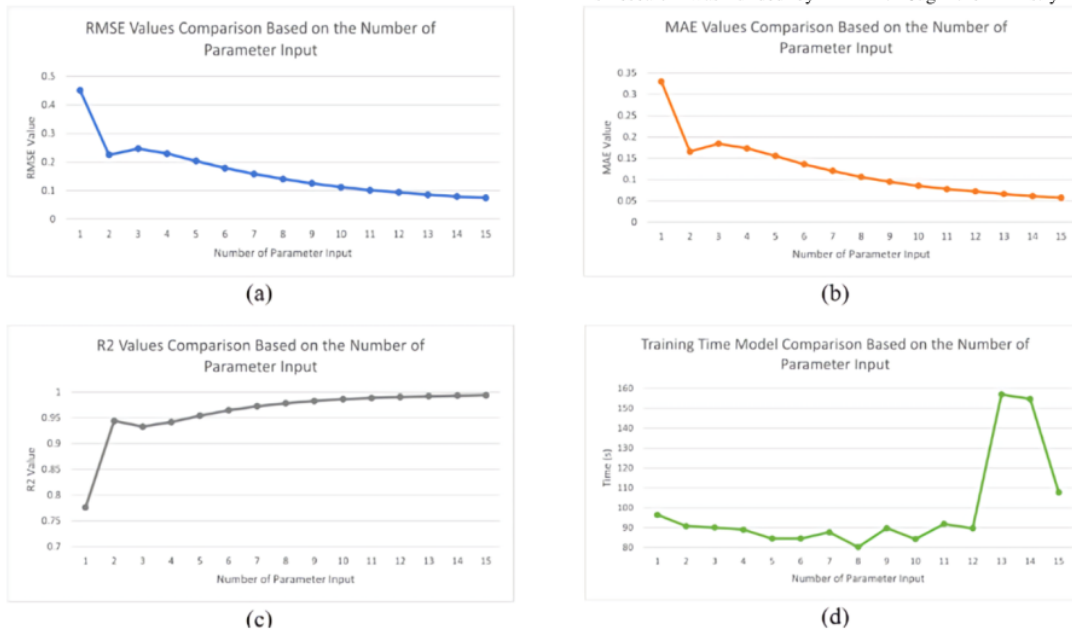 RMSE Values Comparison Based on the Number of
Parameter Input
0.5
0.4
0.3
0.2
0.1
0
RMSE Value
1 2 3 4 5 6 7 8 9 10 11 12 13 14 15
Number of Parameter Input
(a)
MAE Values Comparison Based on the Number of
Parameter Input
0.35
0.3
0.25
0.2
0.15
0.1
0.05
0
MAE Value
1 2 3 4 5 6 7 8 9 10 11 12 13 14 15
Number of Parameter Input
(b)
R2 Values Comparison Based on the Number of
Parameter Input
1
0.95
0.9
0.85
0.8
0.75
0.7
R2 Value
1 2 3 4 5 6 7 8 9 10 11 12 13 14 15
Number of Parameter Input
(c)
Training Time Model Comparison Based on the Number of
Parameter Input
160
150
140
130
120
110
100
90
80
Time (s)
1 2 3 4 5 6 7 8 9 10 11 12 13 14 15
Number of Parameter Input
(d)